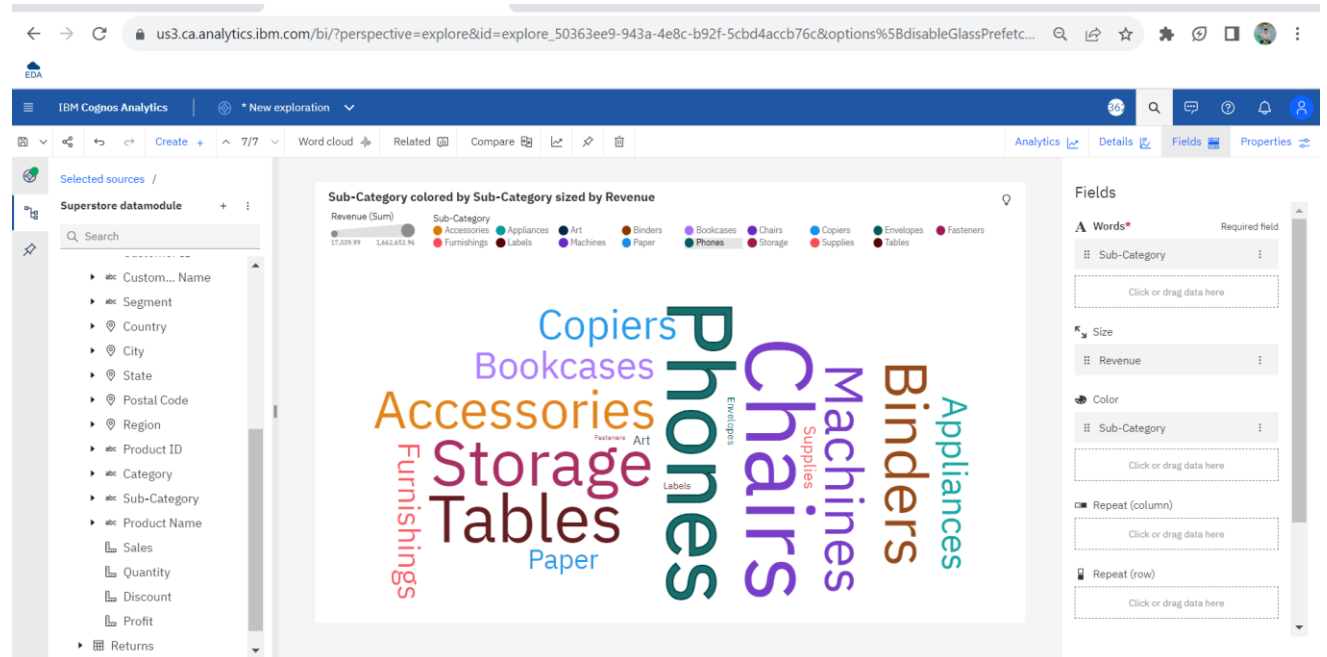 us3.ca.analytics.ibm.com/bi/?perspective=explore&id=explore_50363ee9-943a-4e8c-b92f-5cbd4accb76c&options%5BdisableGlassPrefetc...
EDA
IBM Cognos Analytics * New exploration
Create + 7/7 Word cloud Related Compare Analytics Details Fields Properties
Selected sources /
Superstore datamodule + :
Search
Custom... Name
Segment
Country
City
State
Postal Code
Region
Product ID
Category
Sub-Category
Product Name
Sales
Quantity
Discount
Profit
Returns
Sub-Category colored by Sub-Category sized by Revenue
Revenue (Sum)
17,039.99 1,662,652.96
Sub-Category
Accessories Appliances Art Binders Bookcases Chairs Copiers Envelopes Fasteners
Furnishings Labels Machines Paper Phones Storage Supplies Tables
Copiers
Bookcases
Accessories
Fasteners Art
Storage
Labels
Tables
Paper
Furnishings
Phones
Envelopes
Chairs
Supplies
Machines
Binders
Appliances
Fields
Words* Required field
Sub-Category
Click or drag data here
Size
Revenue
Color
Sub-Category
Click or drag data here
Repeat (column)
Click or drag data here
Repeat (row)
Click or drag data here